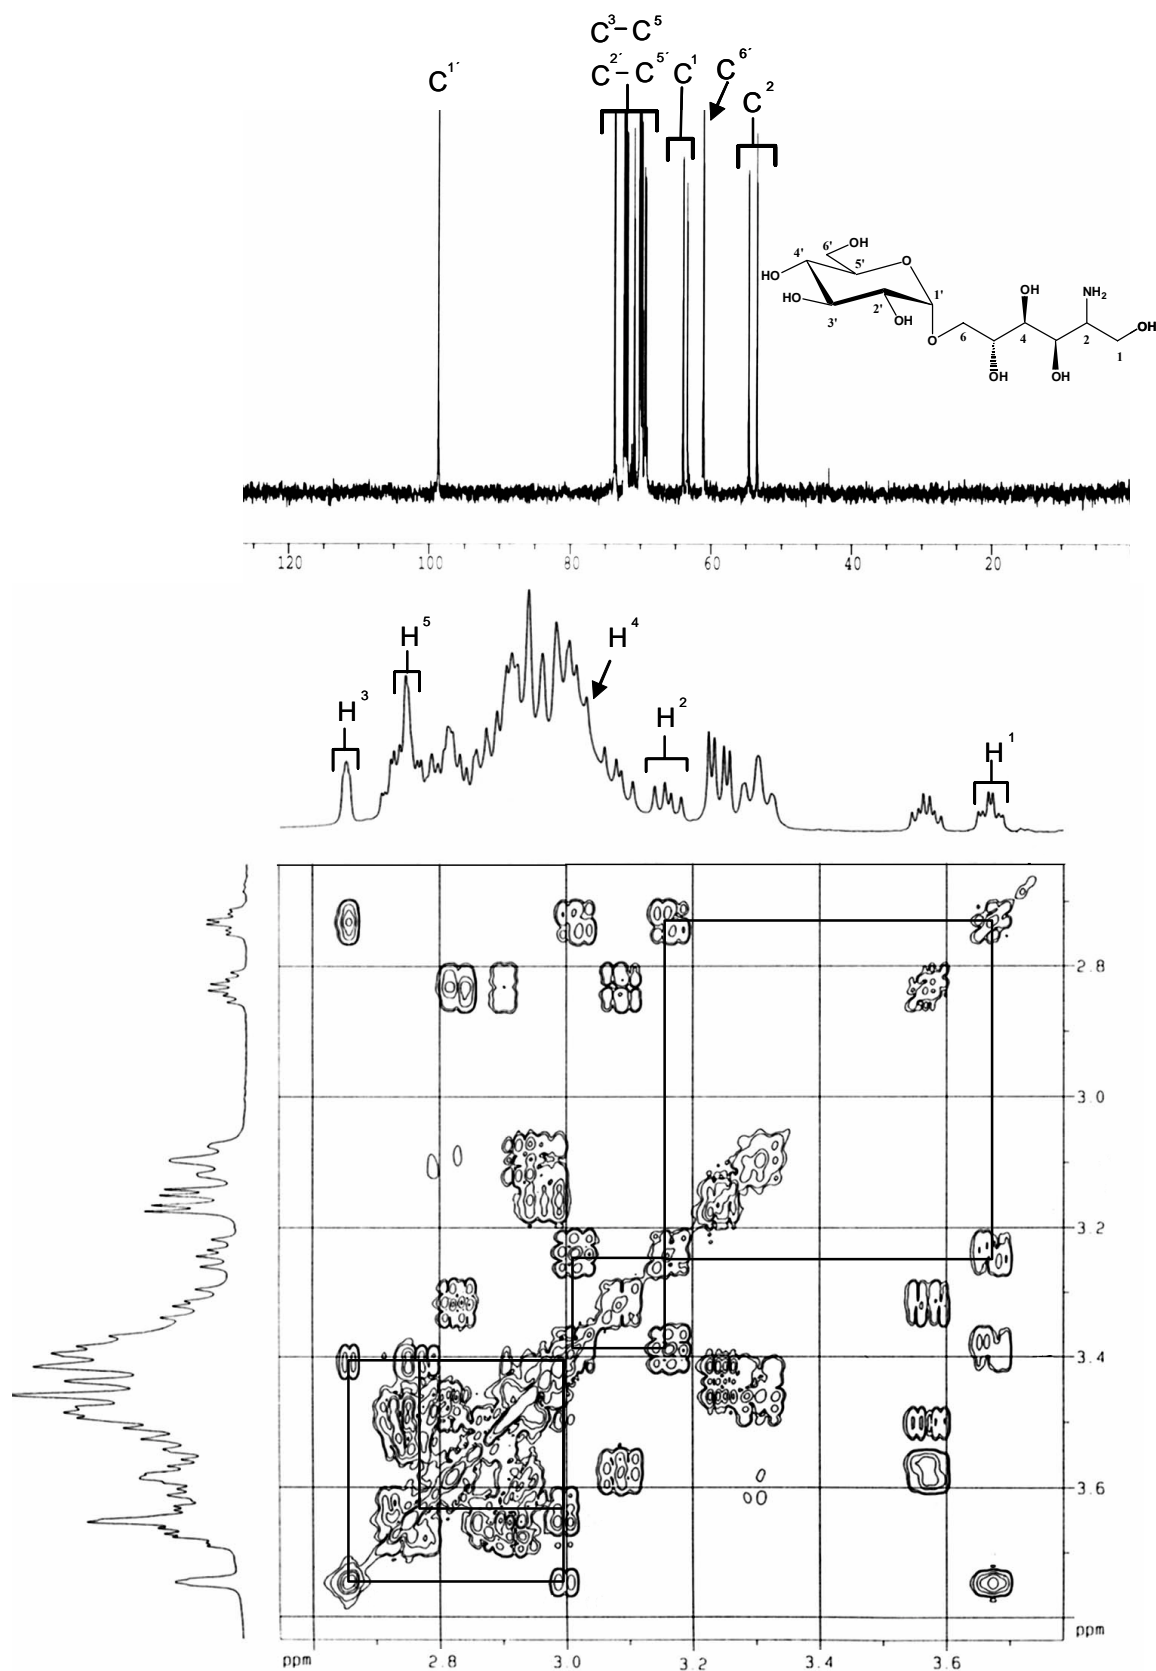 C3–C5
C1´
C2´–C5´
C1
C6´
C2
6'
OH
4'
5'
O
HO
HO
1'
2'
3'
OH
O
6
OH
4
NH2
2
OH
1
OH
OH
120 100 80 60 40 20
H5
H4
H3
H2
H1
2.8
3.0
3.2
3.4
3.6
ppm
ppm 2.8 3.0 3.2 3.4 3.6